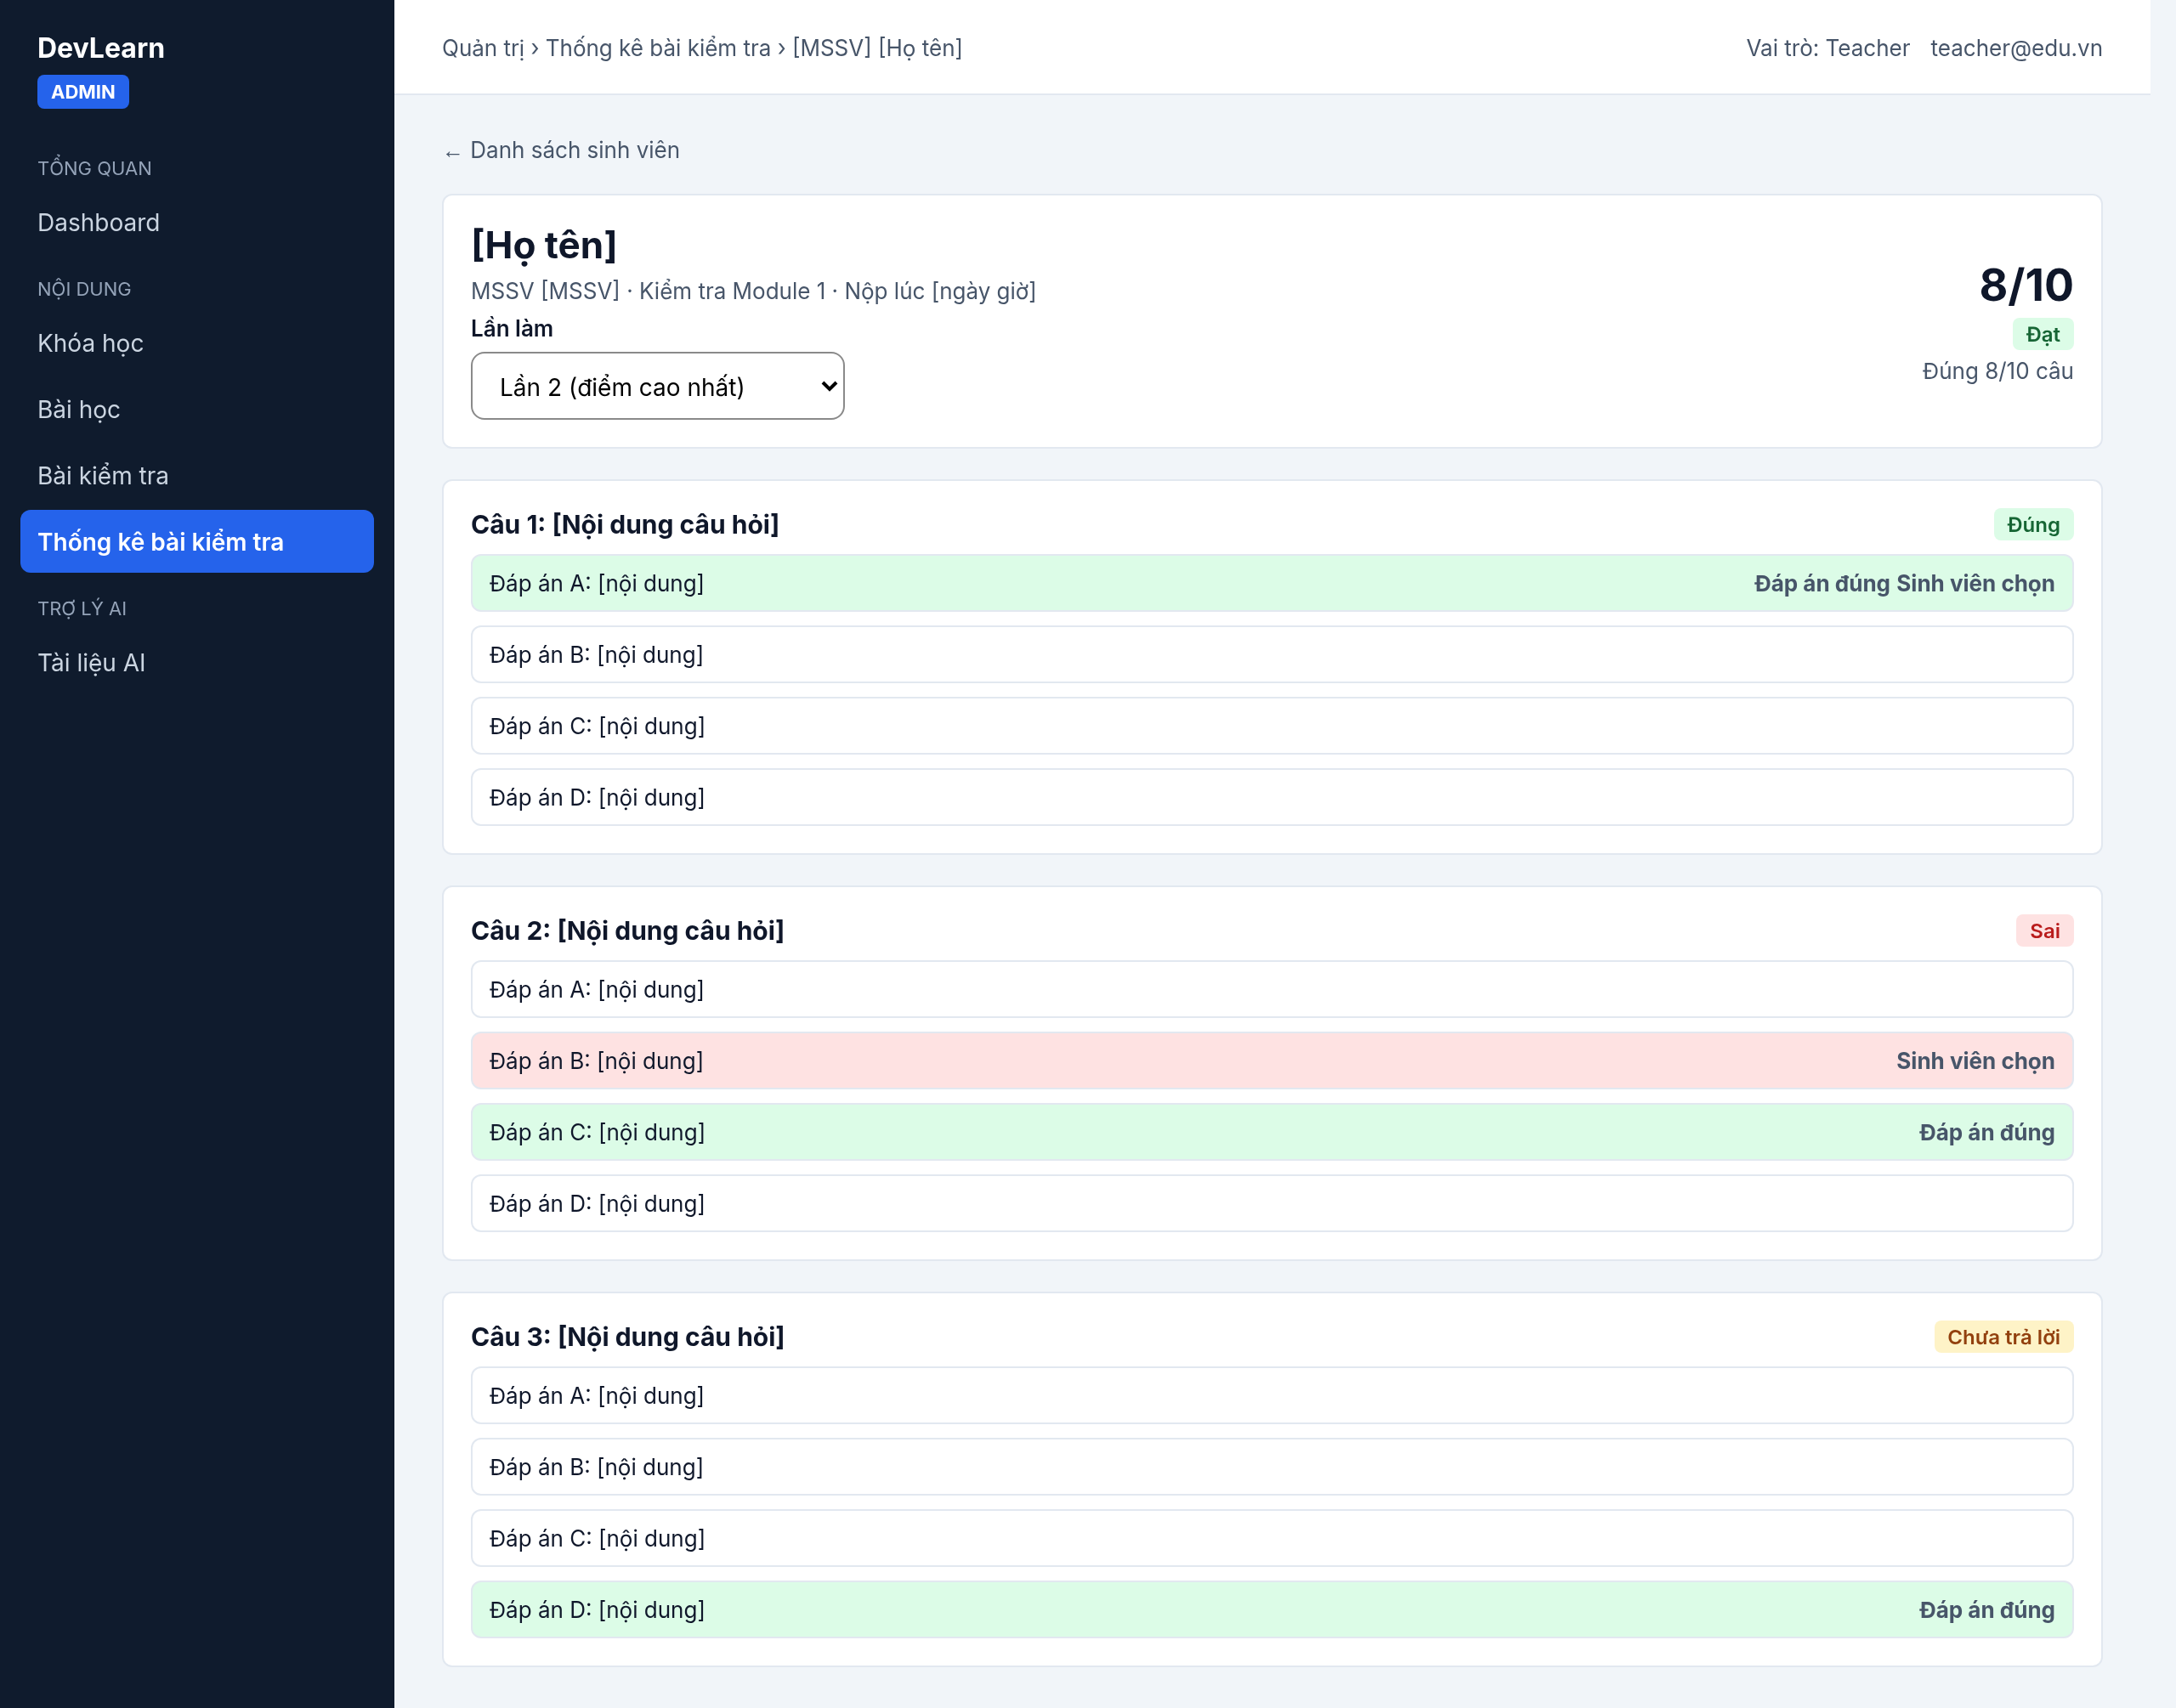 DevLearn
ADMIN
TỔNG QUAN
Dashboard
NỘI DUNG
Khóa học
Bài học
Bài kiểm tra
Thống kê bài kiểm tra
TRỢ LÝ AI
Tài liệu AI
Quản trị › Thống kê bài kiểm tra › [MSSV] [Họ tên]
Vai trò: Teacher teacher@edu.vn
← Danh sách sinh viên
[Họ tên]
MSSV [MSSV] · Kiểm tra Module 1 · Nộp lúc [ngày giờ]
Lần làm
Lần 2 (điểm cao nhất)
8/10
Đạt
Đúng 8/10 câu
Câu 1: [Nội dung câu hỏi]
Đúng
Đáp án A: [nội dung]
Đáp án đúng Sinh viên chọn
Đáp án B: [nội dung]
Đáp án C: [nội dung]
Đáp án D: [nội dung]
Câu 2: [Nội dung câu hỏi]
Sai
Đáp án A: [nội dung]
Đáp án B: [nội dung]
Sinh viên chọn
Đáp án C: [nội dung]
Đáp án đúng
Đáp án D: [nội dung]
Câu 3: [Nội dung câu hỏi]
Chưa trả lời
Đáp án A: [nội dung]
Đáp án B: [nội dung]
Đáp án C: [nội dung]
Đáp án D: [nội dung]
Đáp án đúng